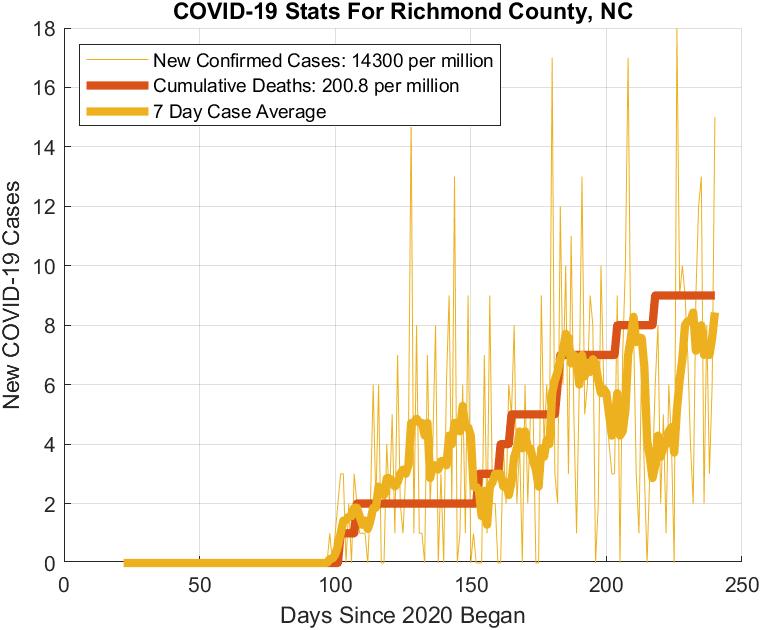 COVID-19 Stats For Richmond County, NC
New Confirmed Cases: 14300 per million
Cumulative Deaths: 200.8 per million
7 Day Case Average
New COVID-19 Cases
18
16
14
12
10
8
6
4
2
0
0 50 100 150 200 250
Days Since 2020 Began